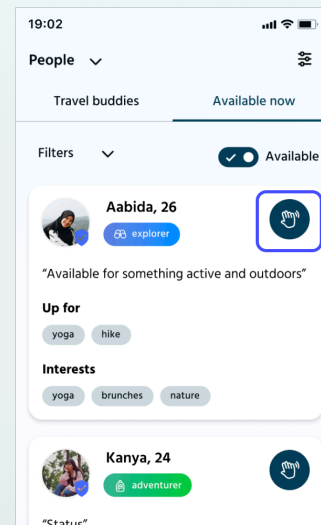 19:02
People
Travel buddies Available now
Filters Available
Aabida, 26
explorer
“Available for something active and outdoors”
Up for
yoga hike
Interests
yoga brunches nature
Kanya, 24
adventurer
“Status”